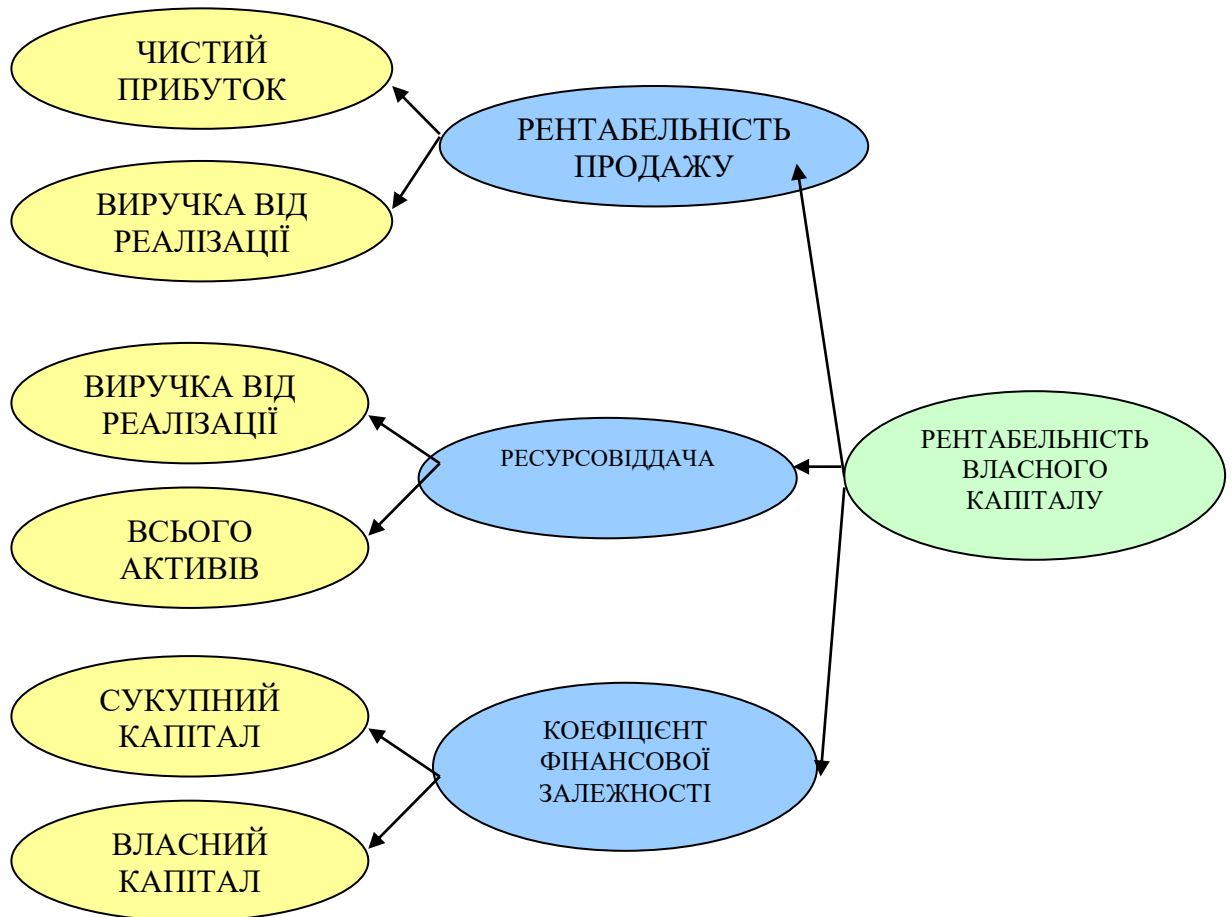 ЧИСТИЙ
ПРИБУТОК
РЕНТАБЕЛЬНІСТЬ
ПРОДАЖУ
ВИРУЧКА ВІД
РЕАЛІЗАЦІЇ
ВИРУЧКА ВІД
РЕАЛІЗАЦІЇ
РЕСУРСОВІДДАЧА
РЕНТАБЕЛЬНІСТЬ
ВЛАСНОГО
КАПІТАЛУ
ВСЬОГО
АКТИВІВ
СУКУПНИЙ
КАПІТАЛ
КОЕФІЦІЄНТ
ФІНАНСОВОЇ
ЗАЛЕЖНОСТІ
ВЛАСНИЙ
КАПІТАЛ